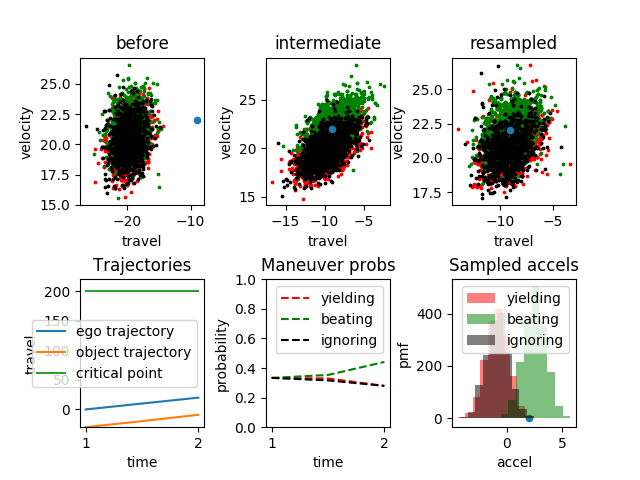 before
intermediate
resampled
25.0
22.5
20.0
17.5
15.0
velocity
−20
−10
travel
25
20
15
velocity
−15
−10
−5
travel
25.0
22.5
20.0
17.5
velocity
−10
−5
travel
Trajectories
Maneuver probs
Sampled accels
200
150
100
50
0
travel
ego trajectory
object trajectory
critical point
1
2
time
1.0
0.8
0.6
0.4
0.2
0.0
probability
yielding
beating
ignoring
1
2
time
400
200
0
pmf
yielding
beating
ignoring
0
5
accel